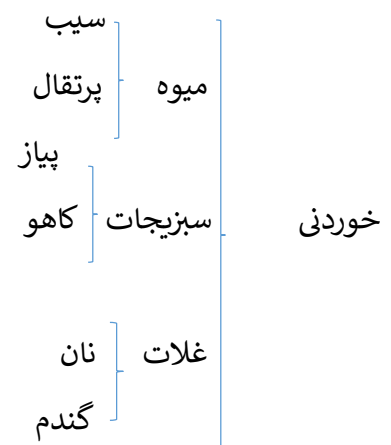 سیب
میوه پرتقال
پیاز
خوردنی سبزیجات کاهو
غلات نان
گندم